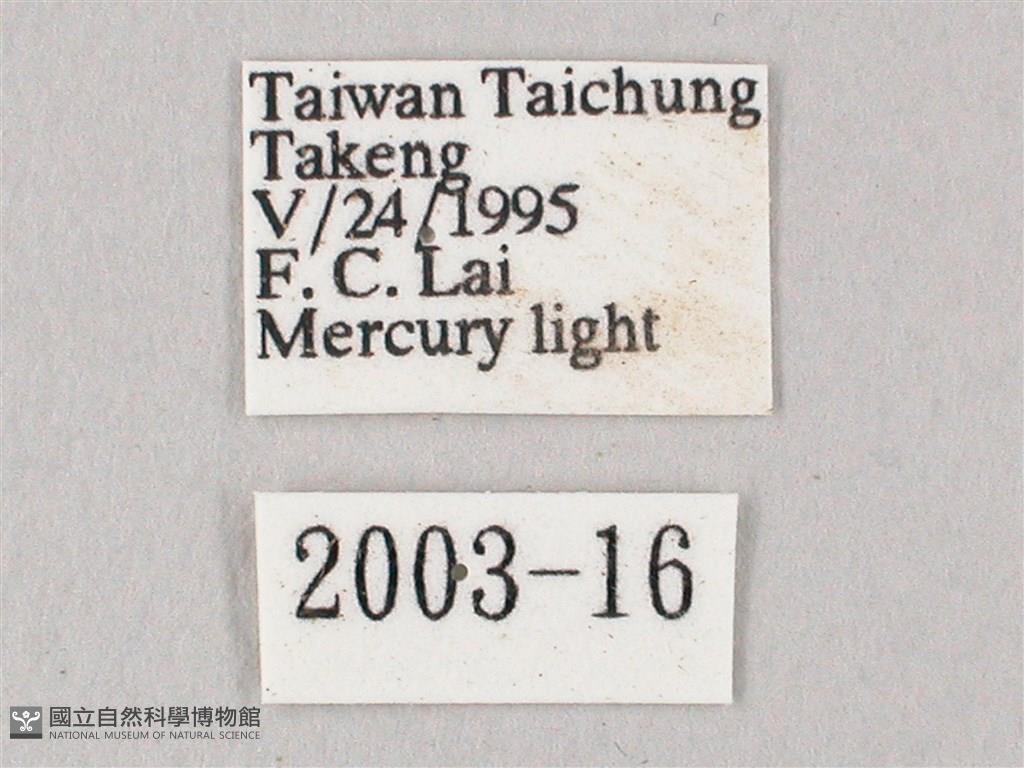 Taiwan Taichung
Takeng
V/24/1995
F. C. Lai
Mercury light
2003-16
國立自然科學博物館
NATIONAL MUSEUM OF NATURAL SCIENCE